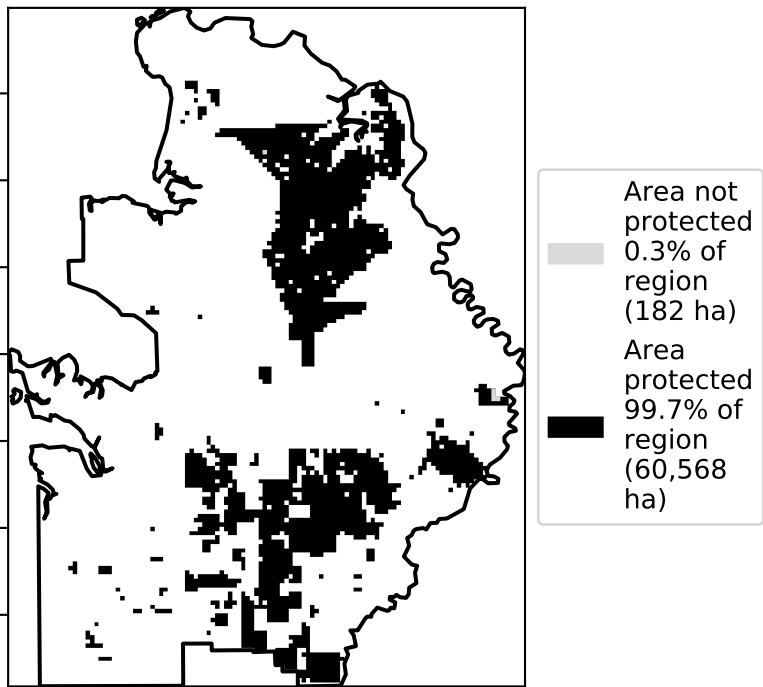 Area not
protected
0.3% of
region
(182 ha)
Area
protected
99.7% of
region
(60,568
ha)